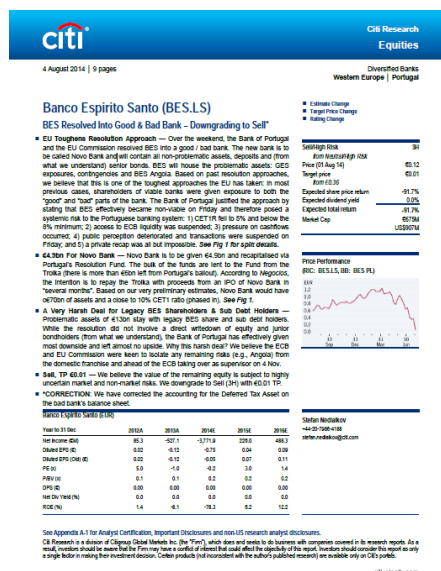 citi
Citi Research
Equities
4 August 2014 | 9 pages
Diversified Banks
Western Europe | Portugal
Banco Espirito Santo (BES.LS)
BES Resolved Into Good & Bad Bank – Downgrading to Sell*
EU Toughens Resolution Approach — Over the weekend, the Bank of Portugal
and the EU Commission resolved BES into a good / bad bank. The new bank is to
be called Novo Bank and will contain all non-problematic assets, deposits and (from
what we understand) senior bonds. BES will house the problematic assets: GES
exposures, contingencies and BES Angola. Based on past resolution approaches,
we believe that this is one of the toughest approaches the EU has taken: in most
previous cases, shareholders of viable banks were given exposure to both the
"good" and "bad" parts of the bank. The Bank of Portugal justified the approach by
stating that BES effectively became non-viable on Friday and therefore posed a
systemic risk to the Portuguese banking system: 1) CET1R fell to 5% and below the
8% minimum; 2) access to ECB liquidity was suspended; 3) pressure on cashflows
occurred; 4) public perception deteriorated and transactions were suspended on
Friday; and 5) a private recap was all but impossible. See Fig 1 for split details.
€4.9bn For Novo Bank — Novo Bank is to be given €4.9bn and recapitalised via
Portugal's Resolution Fund. The bulk of the funds are lent to the Fund from the
Troika (there is more than €6bn left from Portugal's bailout). According to Negocios,
the intention is to repay the Troika with proceeds from an IPO of Novo Bank in
"several months". Based on our very preliminary estimates, Novo Bank would have
c€70bn of assets and a close to 10% CET1 ratio (phased in). See Fig 1.
A Very Harsh Deal for Legacy BES Shareholders & Sub Debt Holders —
Problematic assets of €13bn stay with legacy BES share and sub debt holders.
While the resolution did not involve a direct writedown of equity and junior
bondholders (from what we understand), the Bank of Portugal has effectively given
most downside and left almost no upside. Why this harsh deal? We believe the ECB
and EU Commission were keen to isolate any remaining risks (e.g., Angola) from
the domestic franchise and ahead of the ECB taking over as supervisor on 4 Nov.
Sell, TP €0.01 — We believe the value of the remaining equity is subject to highly
uncertain market and non-market risks. We downgrade to Sell (3H) with €0.01 TP.
*CORRECTION: We have corrected the accounting for the Deferred Tax Asset on
the bad bank's balance sheet.
Estimate Change
Target Price Change
Rating Change
Sell/High Risk 3H
from Neutral/High Risk
Price (01 Aug 14) €0.12
Target price €0.01
from €0.36
Expected share price return -91.7%
Expected dividend yield 0.0%
Expected total return -91.7%
Market Cap €675M
US$907M
Price Performance
(RIC: BES.LS, BB: BES PL)
EUR
1.2
1.0
0.8
0.6
0.4
0.2
0.0
30 Sep
31 Dec
31 Mar
30 Jun
Banco Espirito Santo (EUR)
Year to 31 Dec 2012A 2013A 2014E 2015E 2016E
Net Income (€M) 85.3 -527.1 -3,771.9 226.0 488.3
Diluted EPS (€) 0.02 -0.12 -0.75 0.04 0.09
Diluted EPS (Old) (€) 0.02 -0.12 -0.05 0.07 0.11
PE (x) 5.0 -1.0 -0.2 3.0 1.4
P/BV (x) 0.1 0.1 0.2 0.2 0.2
DPS (€) 0.00 0.00 0.00 0.00 0.00
Net Div Yield (%) 0.0 0.0 0.0 0.0 0.0
ROE (%) 1.4 -8.1 -78.3 6.2 12.2
Stefan Nedialkov
+44-20-7986-4188
stefan.nedialkov@citi.com
See Appendix A-1 for Analyst Certification, Important Disclosures and non-US research analyst disclosures.
Citi Research is a division of Citigroup Global Markets Inc. (the "Firm"), which does and seeks to do business with companies covered in its research reports. As a
result, investors should be aware that the Firm may have a conflict of interest that could affect the objectivity of this report. Investors should consider this report as only
a single factor in making their investment decision. Certain products (not inconsistent with the author's published research) are available only on Citi's portals.